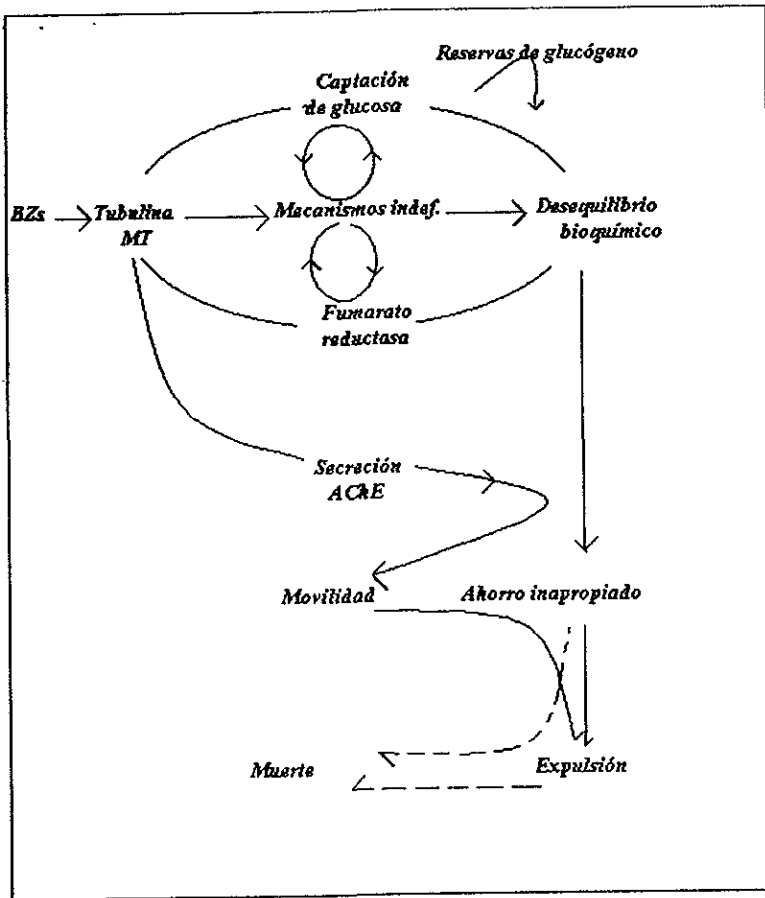 Reservas de glucógeno
Captación
de glucosa
BZs
Tubulina
MT
Mecanismos indef.
Desequilibrio
bioquímico
Fumarato
reductasa
Secreción
AChE
Movilidad
Ahorro inapropiado
Muerte
Expulsión